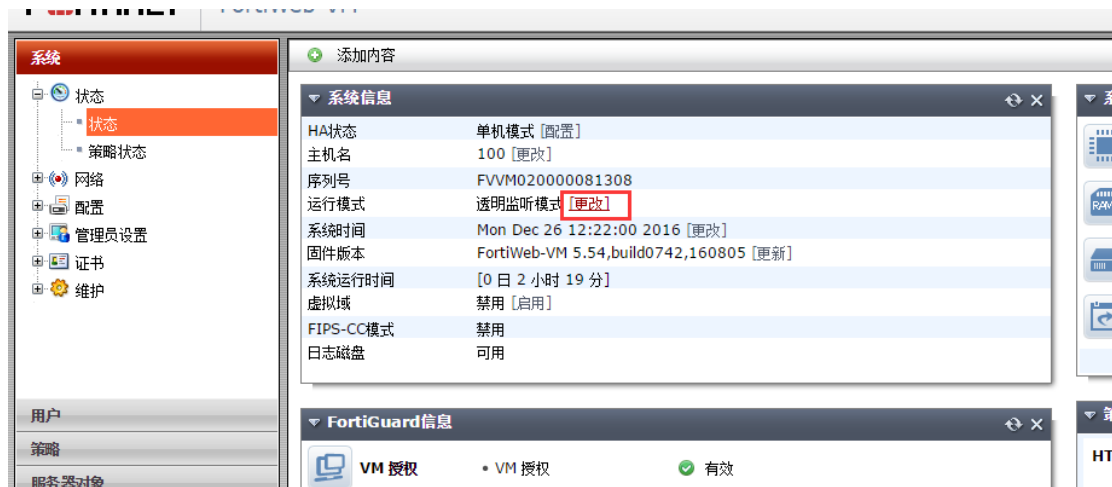 系统
添加内容
状态
状态
策略状态
网络
配置
管理员设置
证书
维护
用户
策略
服务器对象
系统信息
HA状态 单机模式 [配置]
主机名 100 [更改]
序列号 FVVM020000081308
运行模式 透明监听模式 [更改]
系统时间 Mon Dec 26 12:22:00 2016 [更改]
固件版本 FortiWeb-VM 5.54,build0742,160805 [更新]
系统运行时间 [0 日 2 小时 19 分]
虚拟域 禁用 [启用]
FIPS-CC模式 禁用
日志磁盘 可用
FortiGuard信息
VM 授权 • VM 授权 有效
RAM
HT